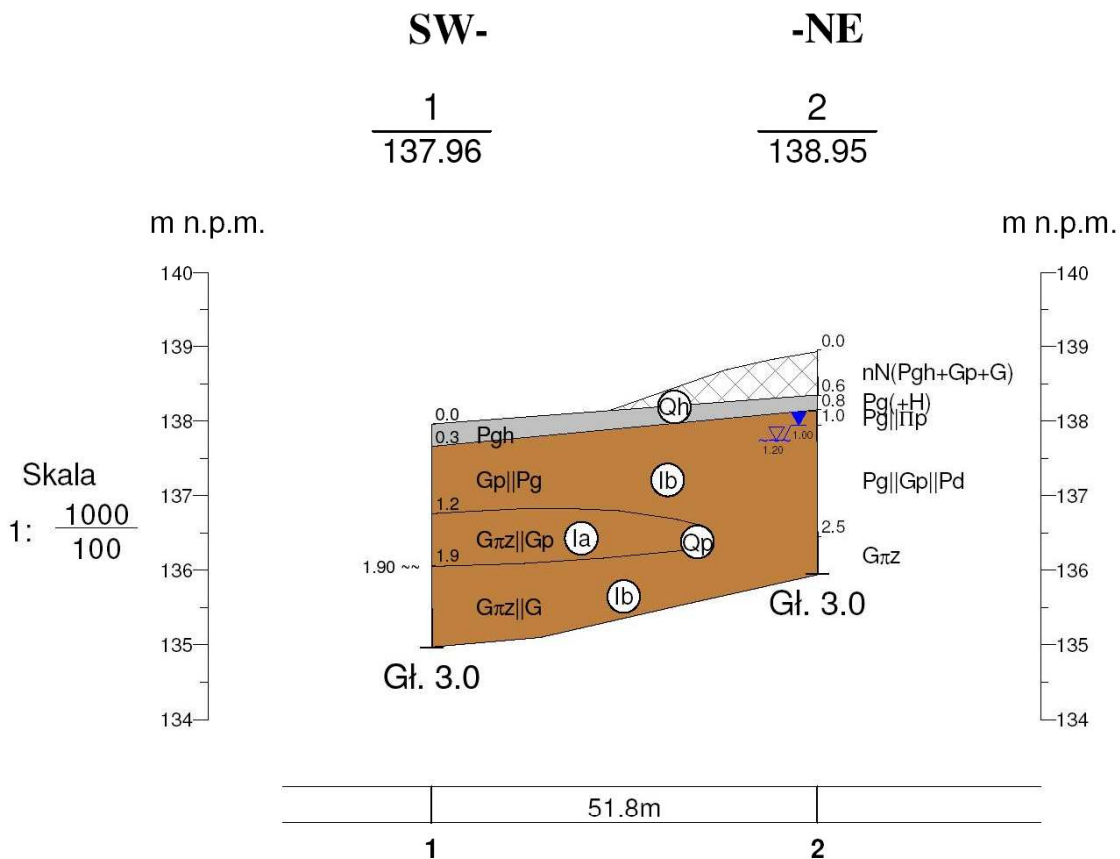 SW-
-NE
1
137.96
2
138.95
m n.p.m.
m n.p.m.
140
139
138
137
136
135
134
140
139
138
137
136
135
134
Skala
1: 1000
100
0.0
0.3
1.2
1.9
1.90 ~~
Pgh
Gp||Pg
Gπz||Gp
Gπz||G
Qh
Ib
Ia
Qp
Ib
0.0
0.6
0.8
1.0
2.5
1.00
1.20
nN(Pgh+Gp+G)
Pg(+H)
Pg||Πp
Pg||Gp||Pd
Gπz
Gł. 3.0
Gł. 3.0
51.8m
1
2